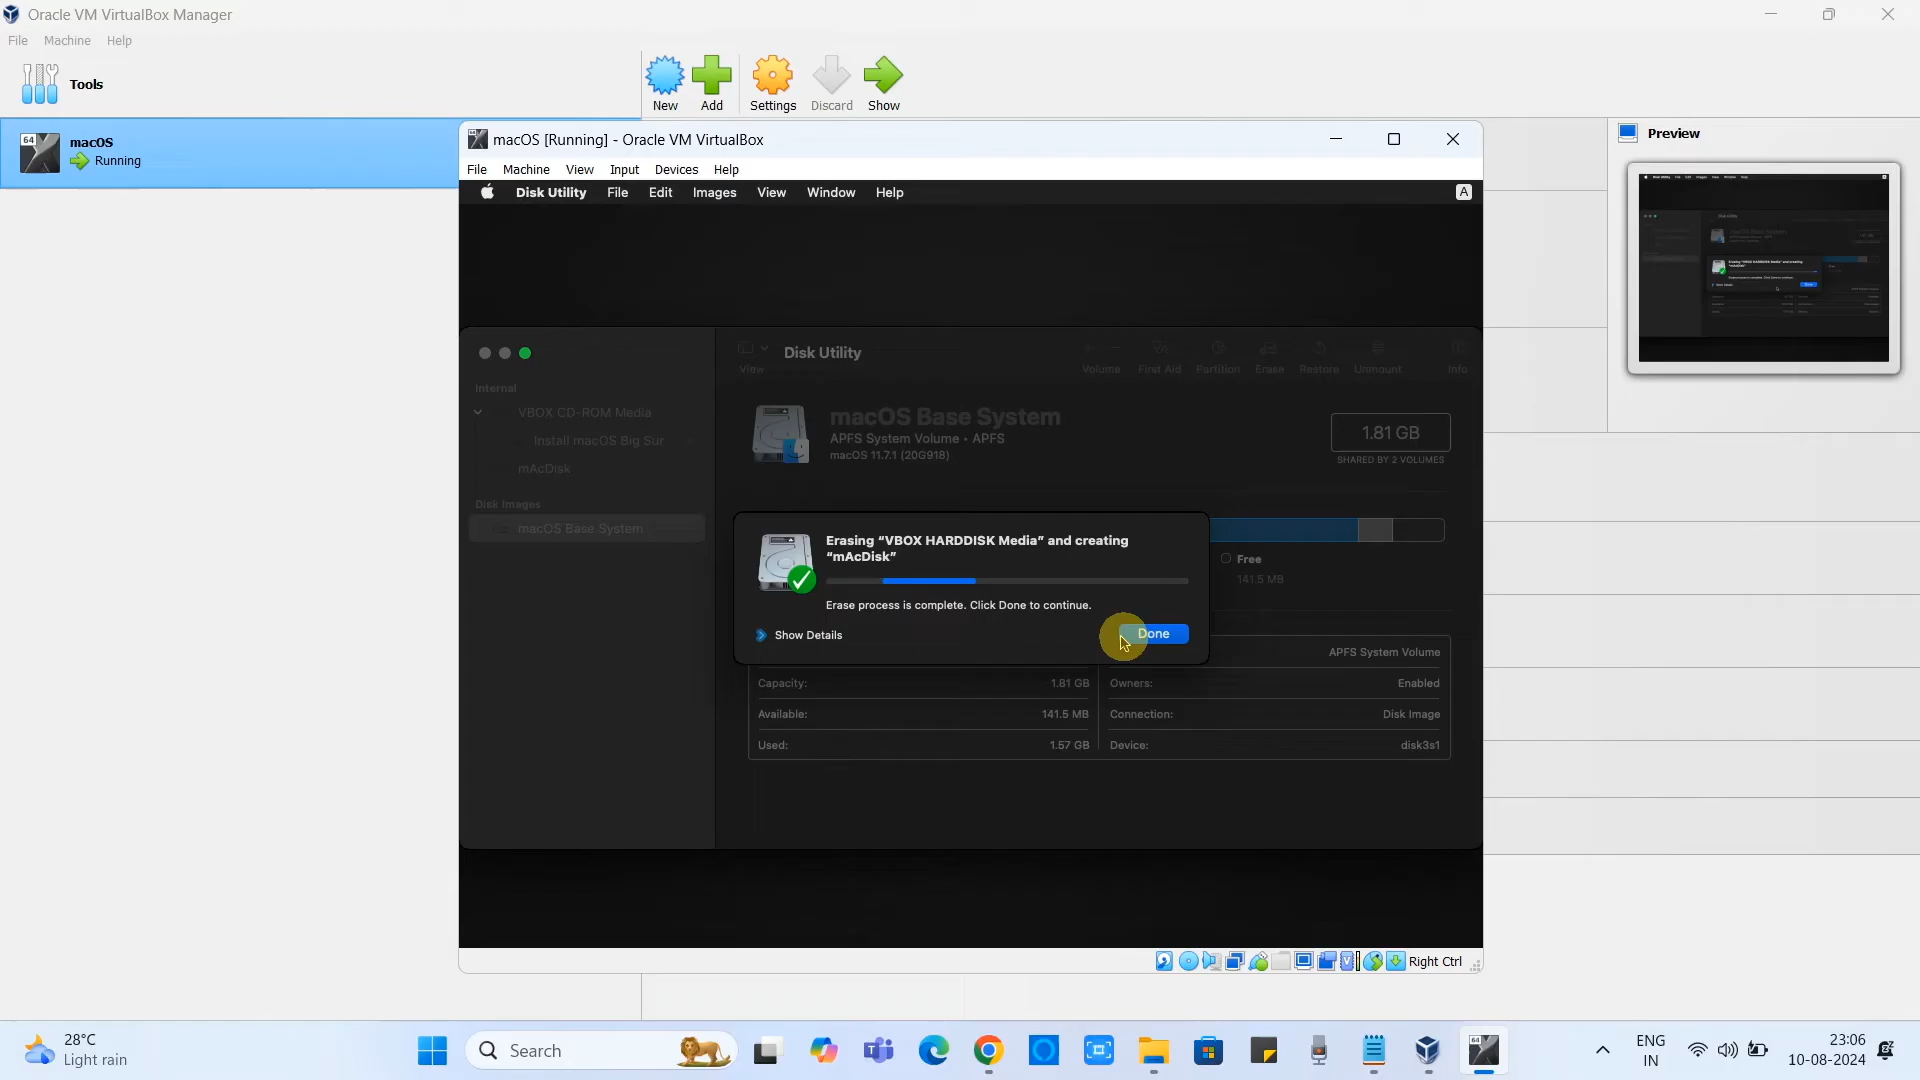 Oracle VM VirtualBox Manager
File Machine Help
Tools
New Add Settings Discard Show
64 macOS
Running
Preview
64 macOS [Running] - Oracle VM VirtualBox
File Machine View Input Devices Help
Disk Utility File Edit Images View Window Help A
Disk Utility
View Volume First Aid Partition Erase Restore Unmount Info
Internal
VBOX CD-ROM Media
Install macOS Big Sur
mAcDisk
Disk Images
macOS Base System
macOS Base System
APFS System Volume • APFS
macOS 11.7.1 (20G918)
1.81 GB
SHARED BY 2 VOLUMES
Erasing “VBOX HARDDISK Media” and creating
“mAcDisk”
Erase process is complete. Click Done to continue.
Show Details
Done
Free
141.5 MB
APFS System Volume
Capacity: 1.81 GB Owners: Enabled
Available: 141.5 MB Connection: Disk Image
Used: 1.57 GB Device: disk3s1
Right Ctrl
28°C
Light rain
Search
64
ENG
IN
23:06
10-08-2024